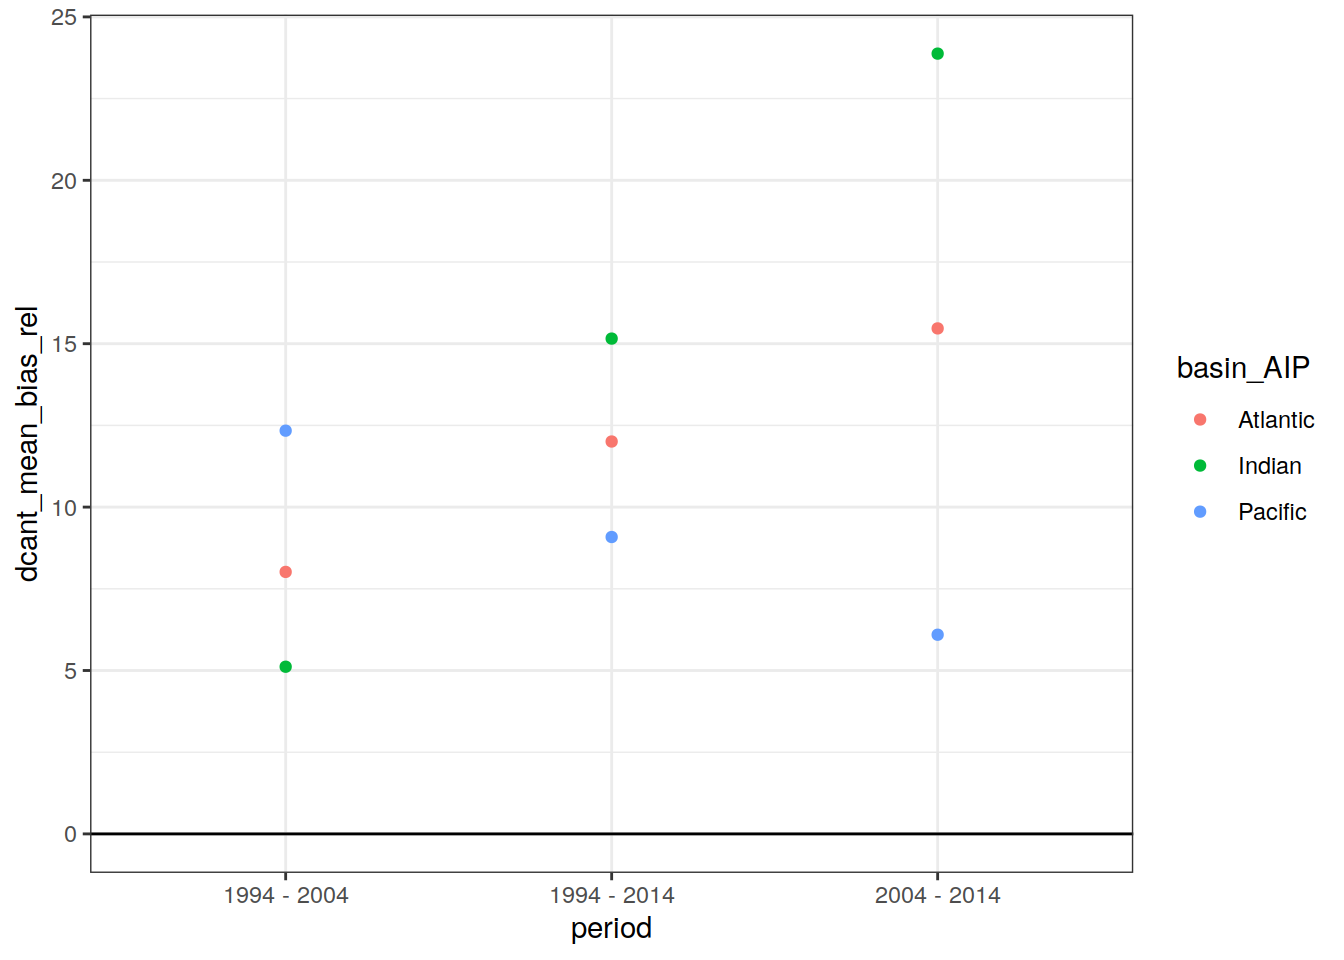 25
20
15
10
5
0
dcant_mean_bias_rel
1994 - 2004
1994 - 2014
2004 - 2014
period
basin_AIP
Atlantic
Indian
Pacific